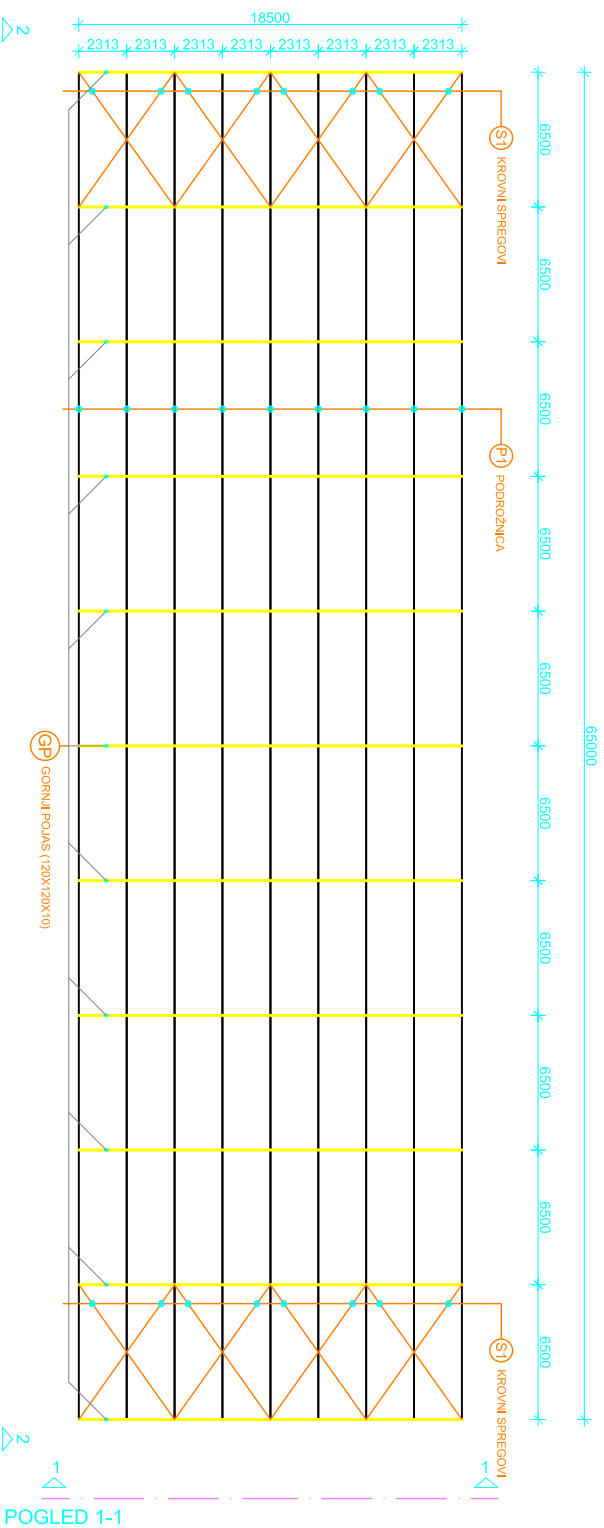 2
18500
2313 2313 2313 2313 2313 2313 2313 2313
S1 KROVNI SPREGOVI
6500
6500
6500
P1 PODROŽNICA
6500
6500
65000
GP GORNJI POJAS (120X120X10)
6500
6500
6500
6500
6500
S1 KROVNI SPREGOVI
2
1 1
POGLED 1-1